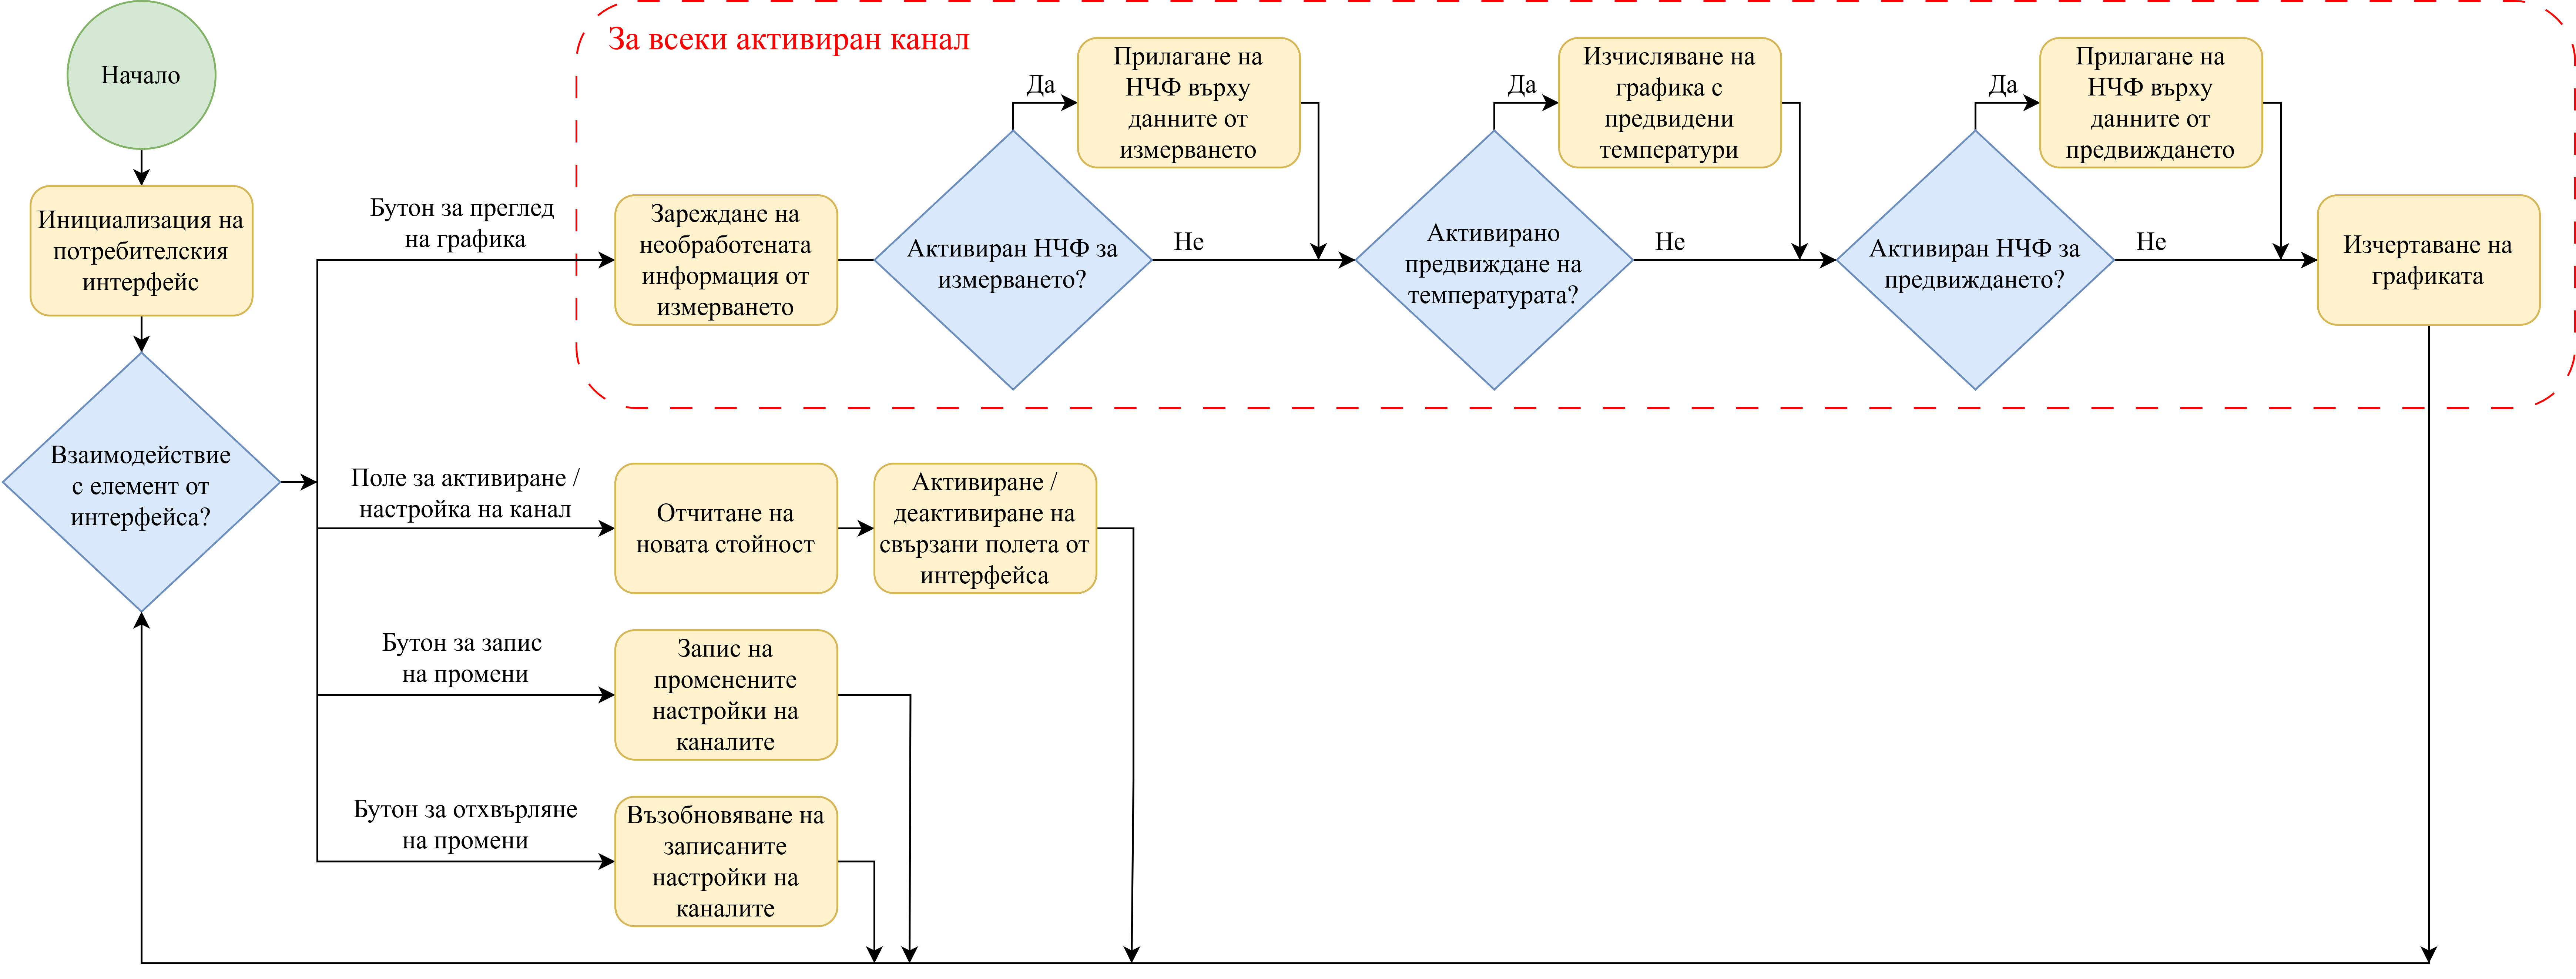 Начало
Инициализация на
потребителския
интерфейс
Взаимодействие
с елемент от
интерфейса?
Бутон за преглед
на графика
За всеки активиран канал
Зареждане на
необработената
информация от
измерването
Активиран НЧФ за
измерването?
Да
Прилагане на
НЧФ върху
данните от
измерването
Не
Активирано
предвиждане на
температурата?
Да
Изчисляване на
графика с
предвидени
температури
Не
Активиран НЧФ за
предвиждането?
Да
Прилагане на
НЧФ върху
данните от
предвиждането
Не
Изчертаване на
графиката
Поле за активиране /
настройка на канал
Отчитане на
новата стойност
Активиране /
деактивиране на
свързани полета от
интерфейса
Бутон за запис
на промени
Запис на
променените
настройки на
каналите
Бутон за отхвърляне
на промени
Възобновяване на
записаните
настройки на
каналите